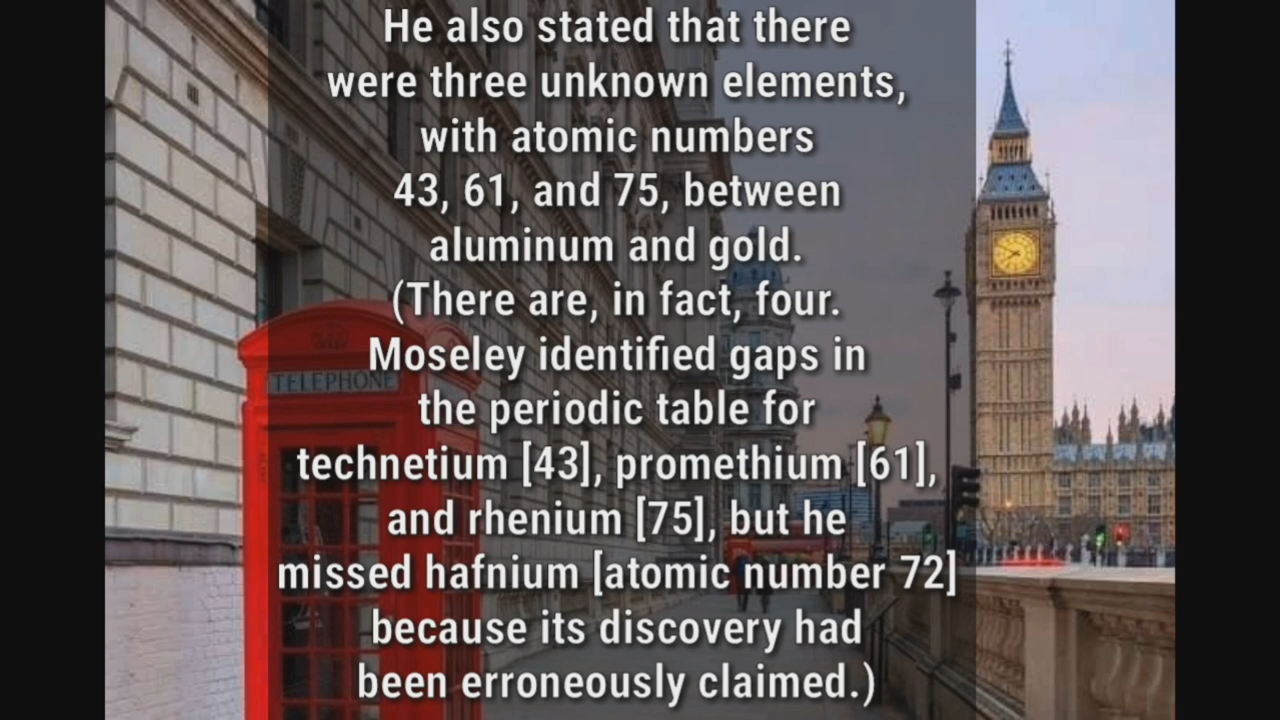 He also stated that there
were three unknown elements,
with atomic numbers
43, 61, and 75, between
aluminum and gold.
(There are, in fact, four.
Moseley identified gaps in
the periodic table for
technetium [43], promethium [61],
and rhenium [75], but he
missed hafnium [atomic number 72]
because its discovery had
been erroneously claimed.)
TELEPHONE